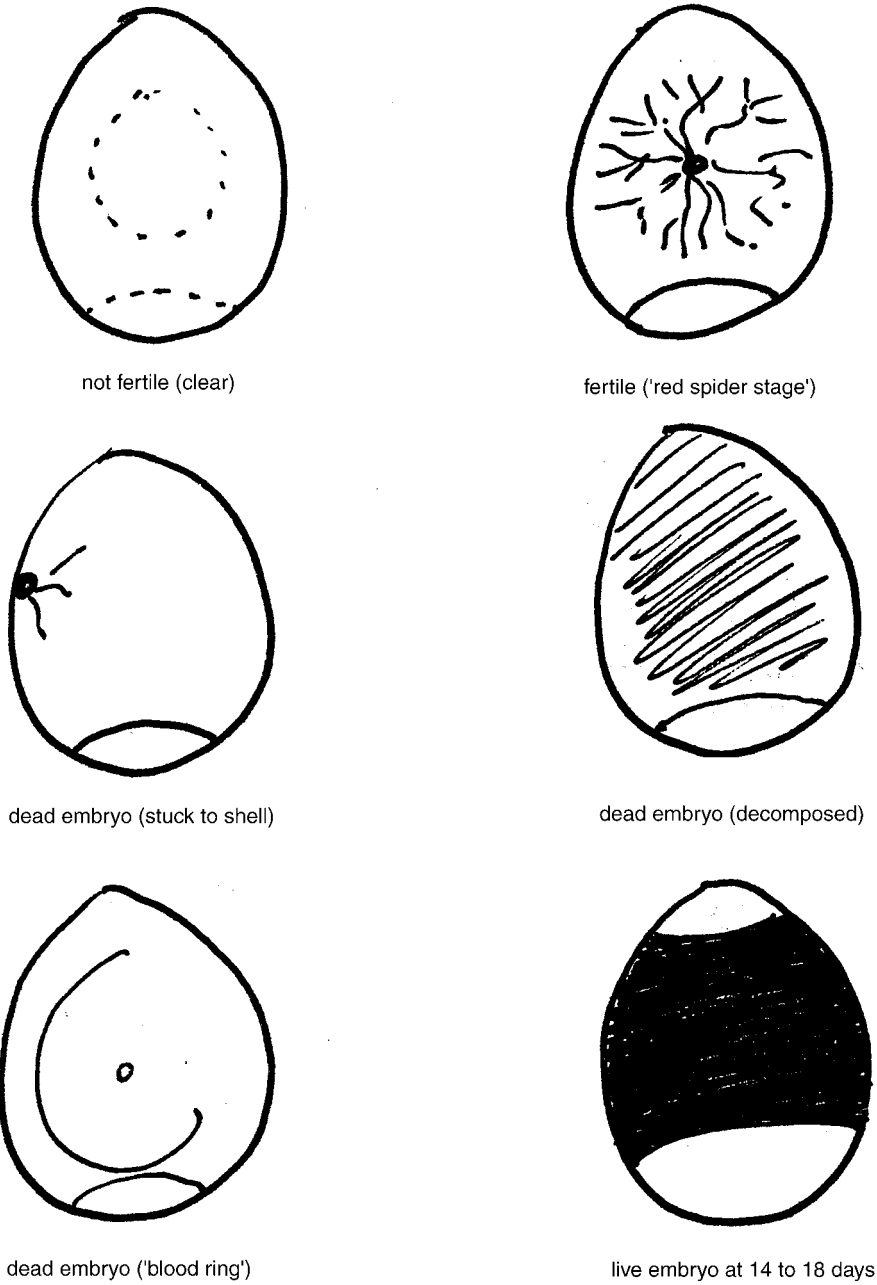 not fertile (clear)
fertile ('red spider stage')
dead embryo (stuck to shell)
dead embryo (decomposed)
dead embryo ('blood ring')
live embryo at 14 to 18 days